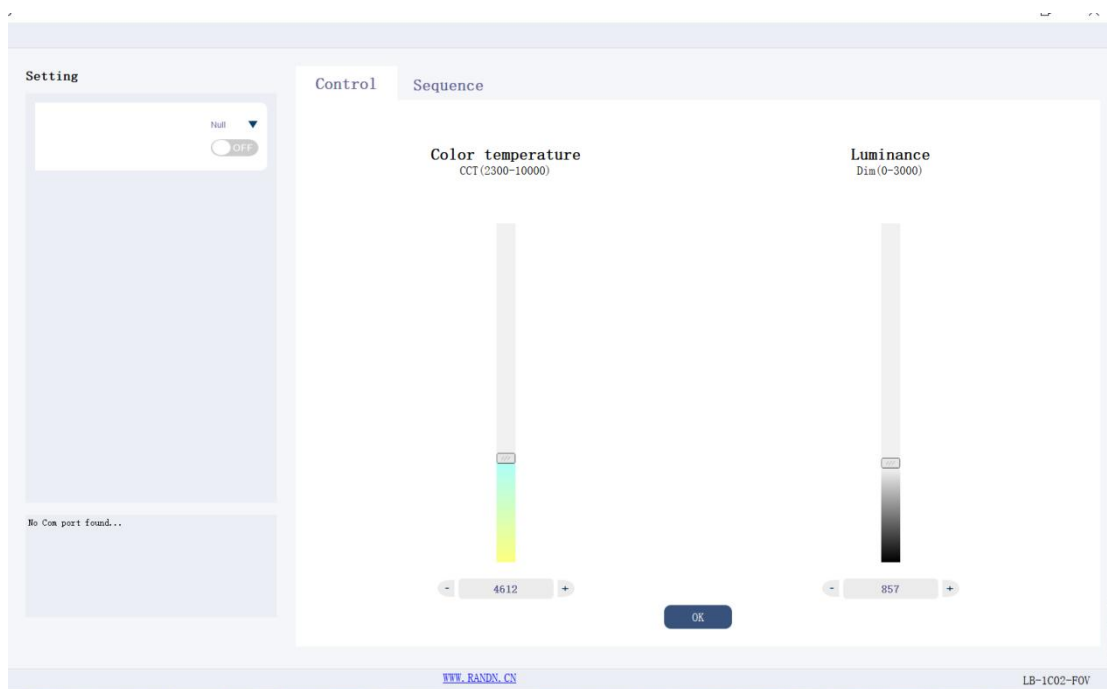 Setting
Control
Sequence
Null
OFF
Color temperature
CCT(2300-10000)
Luminance
Dim(0-3000)
No Com port found...
- 4612 +
- 857 +
OK
WWW.RANDN.CN
LB-1C02-FOV